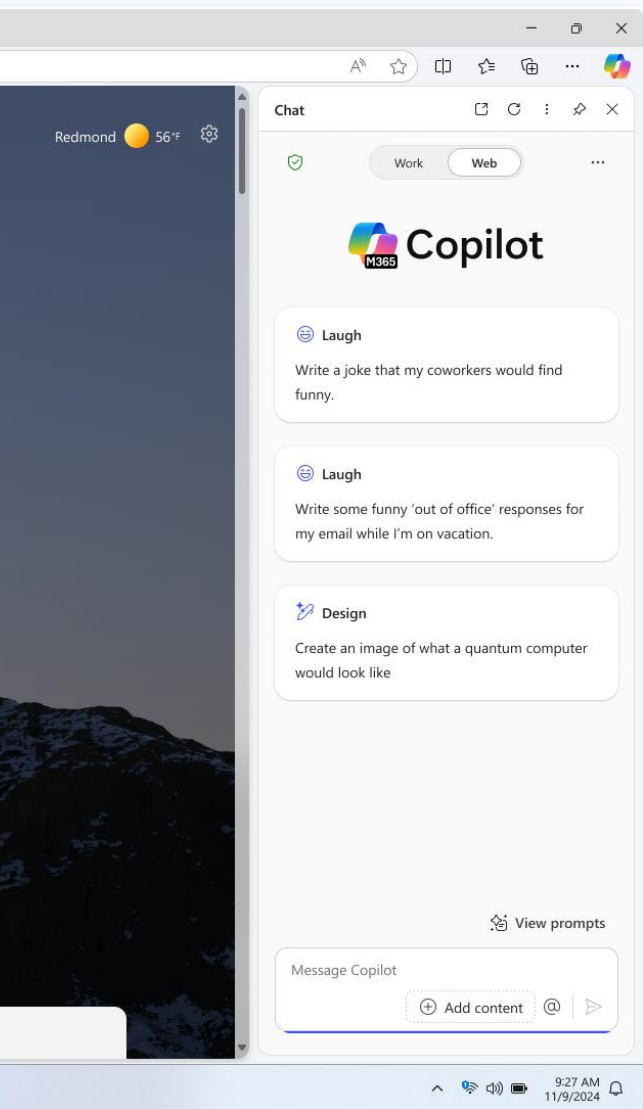 Redmond 56°F
Chat
Work
Web
M365 Copilot
Laugh
Write a joke that my coworkers would find
funny.
Laugh
Write some funny ‘out of office’ responses for
my email while I’m on vacation.
Design
Create an image of what a quantum computer
would look like
View prompts
Message Copilot
Add content
9:27 AM
11/9/2024